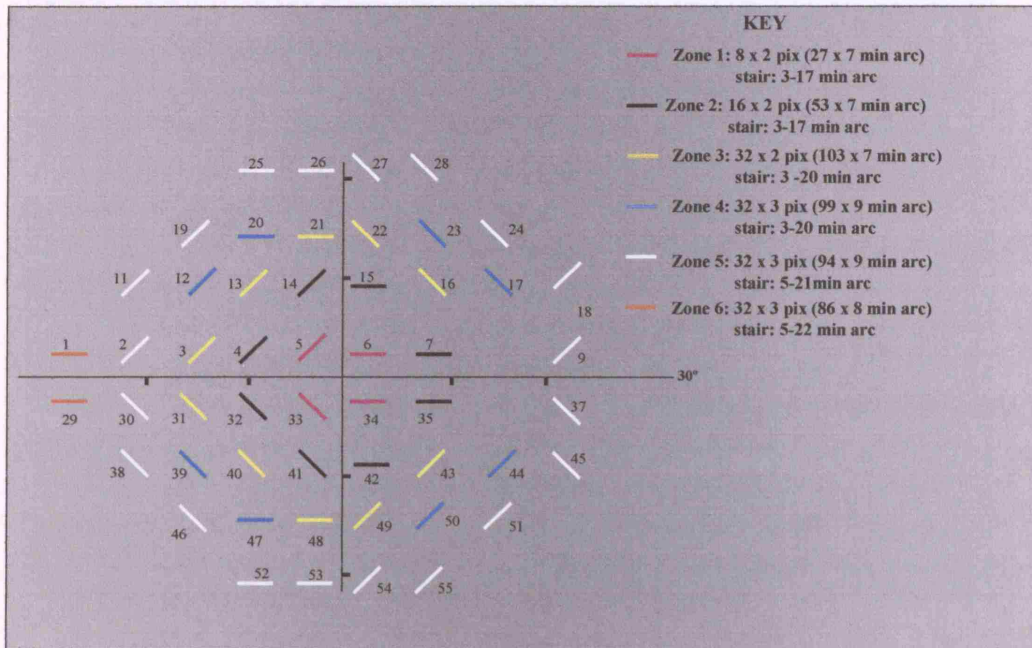 KEY
Zone 1: 8 x 2 pix (27 x 7 min arc)
stair: 3-17 min arc
Zone 2: 16 x 2 pix (53 x 7 min arc)
stair: 3-17 min arc
Zone 3: 32 x 2 pix (103 x 7 min arc)
stair: 3 -20 min arc
Zone 4: 32 x 3 pix (99 x 9 min arc)
stair: 3-20 min arc
Zone 5: 32 x 3 pix (94 x 9 min arc)
stair: 5-21min arc
Zone 6: 32 x 3 pix (86 x 8 min arc)
stair: 5-22 min arc
25 26 27 28
19 20 21 22 23 24
11 12 13 14 15 16 17 18
1 2 3 4 5 6 7 9
30°
29 30 31 32 33 34 35 37
38 39 40 41 42 43 44 45
46 47 48 49 50 51
52 53 54 55